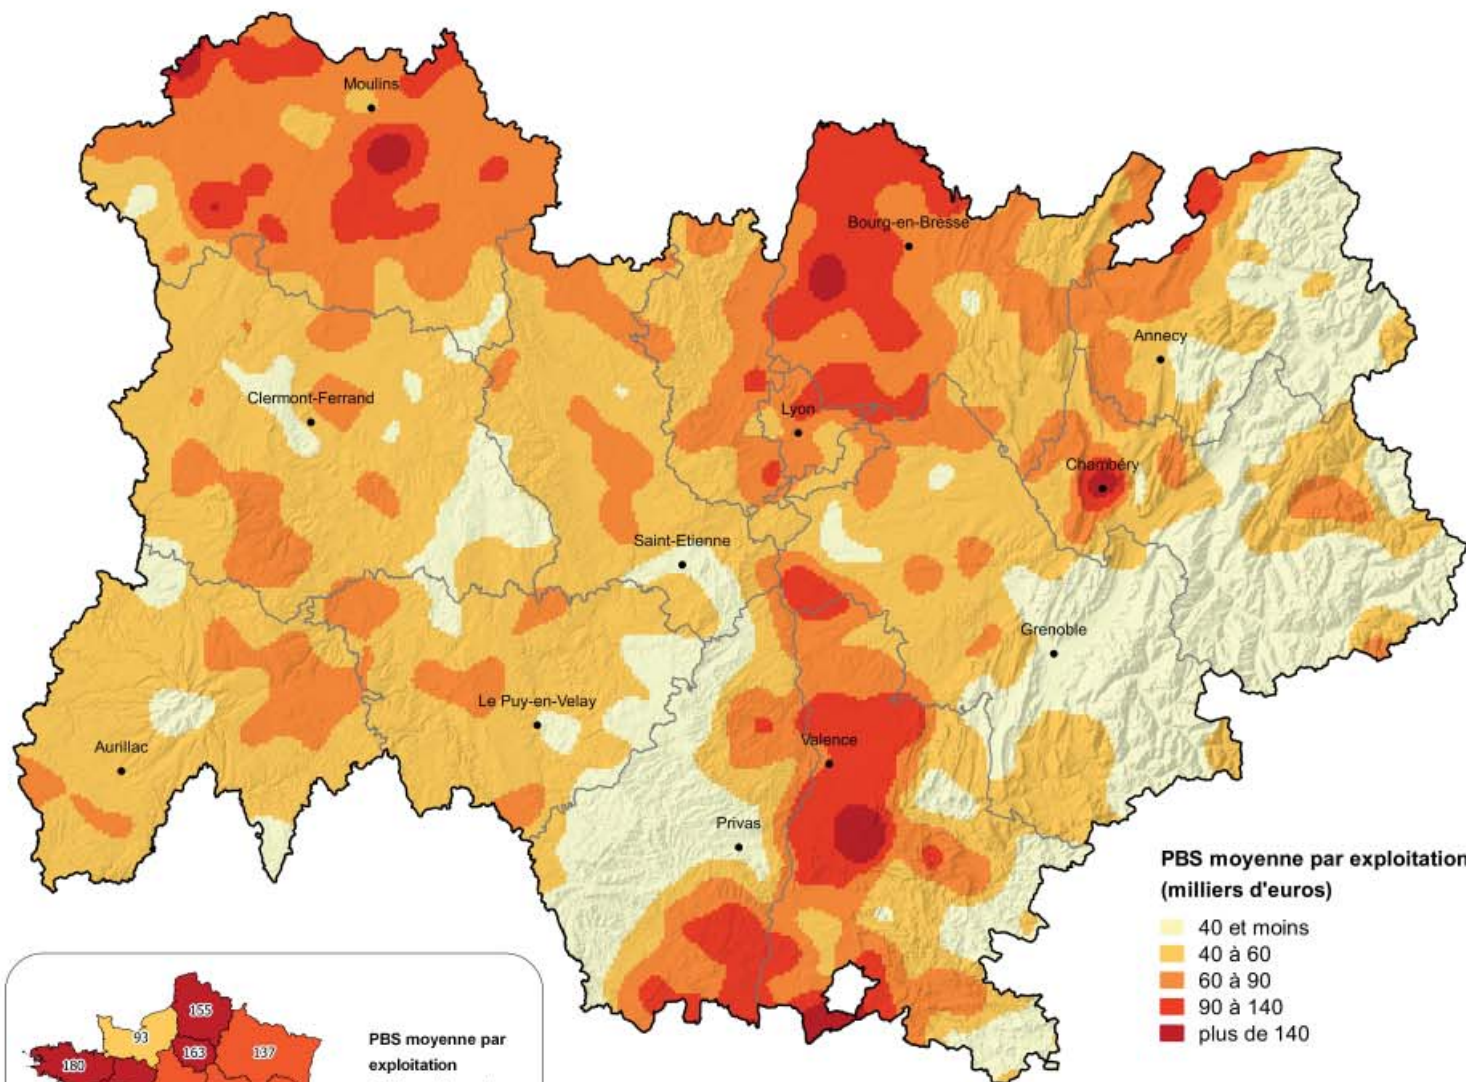 Moulins
Bourg-en-Bresse
Annecy
Clermont-Ferrand
Lyon
Chambéry
Saint-Etienne
Grenoble
Le Puy-en-Velay
Aurillac
Valence
Privas
PBS moyenne par exploitation
(milliers d'euros)
40 et moins
40 à 60
60 à 90
90 à 140
plus de 140
155
93
163
137
180
PBS moyenne par
exploitation